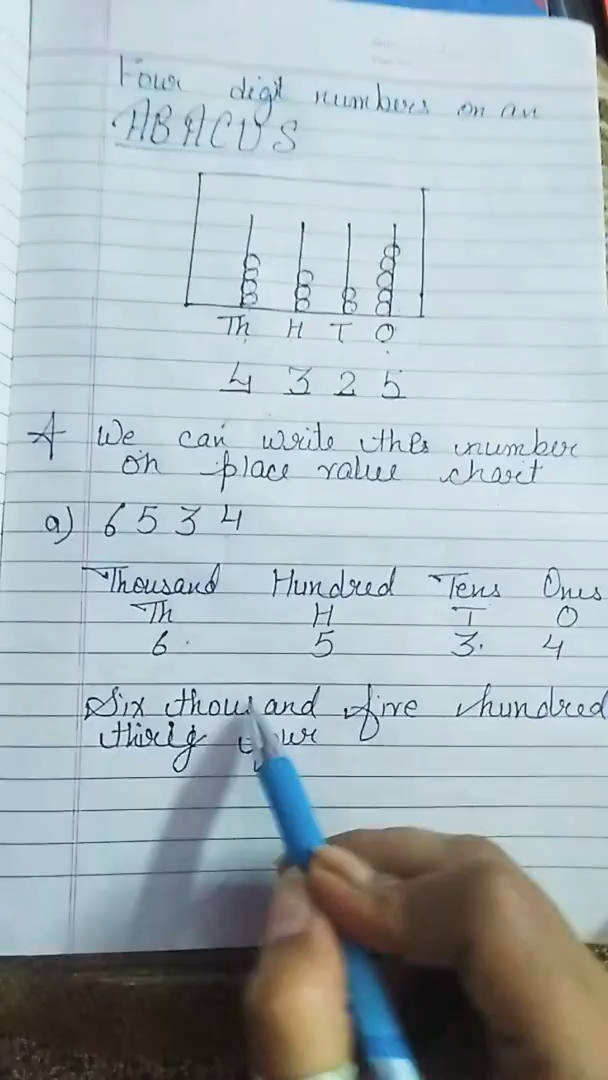 Four digit numbers on an
ABACUS
Th H T O
4 3 2 5
A We can write the number
on place value chart
a) 6 5 3 4
Thousand Hundred Tens Ones
Th H T O
6 5 3 4
Six thousand five hundred
thirty four